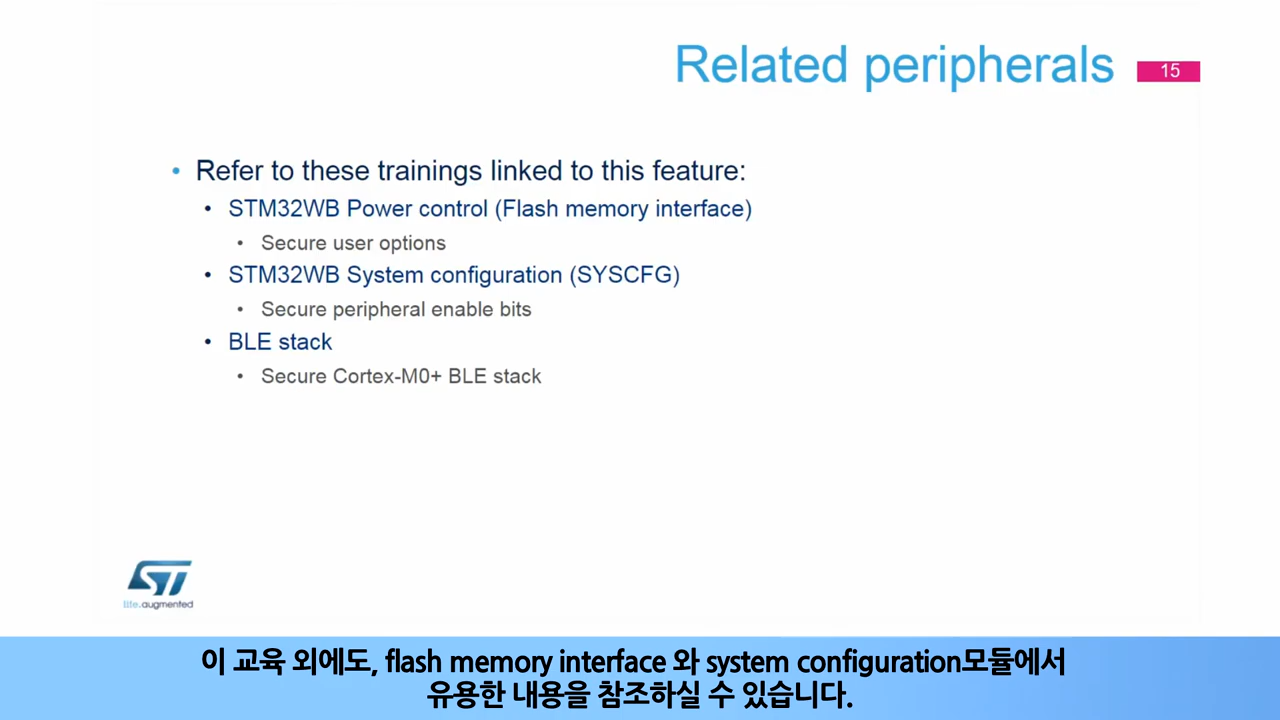 Related peripherals
15
• Refer to these trainings linked to this feature:
• STM32WB Power control (Flash memory interface)
• Secure user options
• STM32WB System configuration (SYSCFG)
• Secure peripheral enable bits
• BLE stack
• Secure Cortex-M0+ BLE stack
ST
life.augmented
이 교육 외에도, flash memory interface 와 system configuration모듈에서
유용한 내용을 참조하실 수 있습니다.